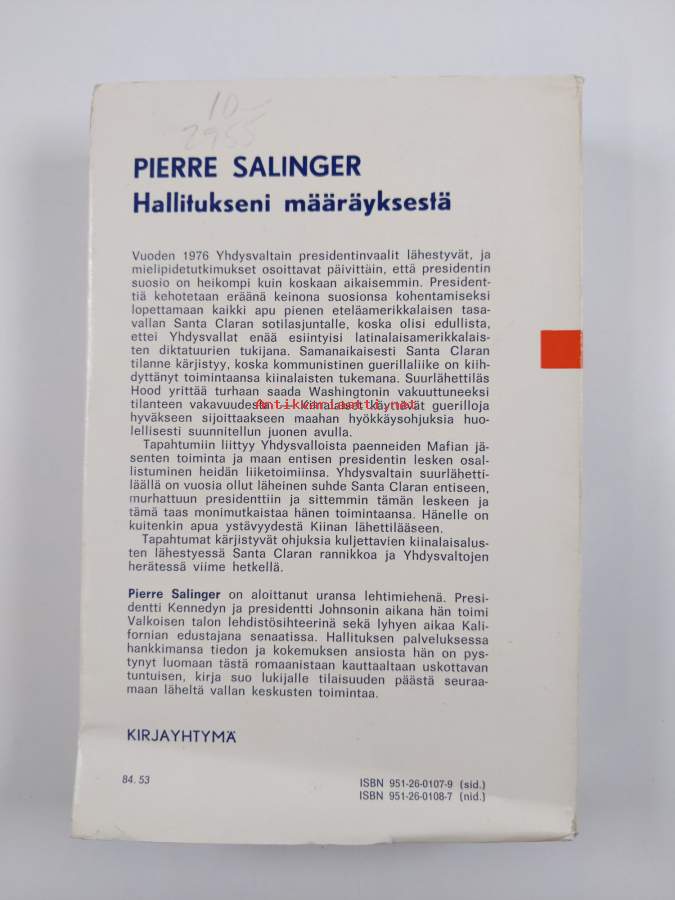 10-
PIERRE SALINGER
Hallitukseni määräyksestä
Vuoden 1976 Yhdysvaltain presidentinvaalit lähestyvät, ja
mielipidetutkimukset osoittavat päivittäin, että presidentin
suosio on heikompi kuin koskaan aikaisemmin. President-
tiä kehotetaan eräänä keinona suosionsa kohentamiseksi
lopettamaan kaikki apu pienen eteläamerikkalaisen tasa-
vallan Santa Claran sotilasjuntalle, koska olisi edullista,
ettei Yhdysvallat enää esiintyisi latinalaisamerikkalais-
ten diktatuurien tukijana. Samanaikaisesti Santa Claran
tilanne kärjistyy, koska kommunistinen guerillaliike on kiih-
dyttänyt toimintaansa kiinalaisten tukemana. Suurlähettiläs
Hood yrittää turhaan saada Washingtonin vakuuttuneeksi
tilanteen vakavuudesta — kiinalaiset käyttävät guerilloja
Antikvariaatti.net
hyväkseen sijoittaakseen maahan hyökkäysohjuksia huo-
lellisesti suunnitellun juonen avulla.
Tapahtumiin liittyy Yhdysvalloista paenneiden Mafian jä-
senten toiminta ja maan entisen presidentin lesken osal-
listuminen heidän liiketoimiinsa. Yhdysvaltain suurlähetti-
läällä on vuosia ollut läheinen suhde Santa Claran entiseen,
murhattuun presidenttiin ja sittemmin tämän leskeen ja
tämä taas monimutkaistaa hänen toimintaansa. Hänelle on
kuitenkin apua ystävyydestä Kiinan lähettilääseen.
Tapahtumat kärjistyvät ohjuksia kuljettavien kiinalaisalus-
ten lähestyessä Santa Claran rannikkoa ja Yhdysvaltojen
herätessä viime hetkellä.
Pierre Salinger on aloittanut uransa lehtimiehenä. Presi-
dentti Kennedyn ja presidentti Johnsonin aikana hän toimi
Valkoisen talon lehdistösihteerinä sekä lyhyen aikaa Kali-
fornian edustajana senaatissa. Hallituksen palveluksessa
hankkimansa tiedon ja kokemuksen ansiosta hän on pys-
tynyt luomaan tästä romaanistaan kauttaaltaan uskottavan
tuntuisen, kirja suo lukijalle tilaisuuden päästä seuraa-
maan läheltä vallan keskusten toimintaa.
KIRJAYHTYMÄ
84.53
ISBN 951-26-0107-9 (sid.)
ISBN 951-26-0108-7 (nid.)